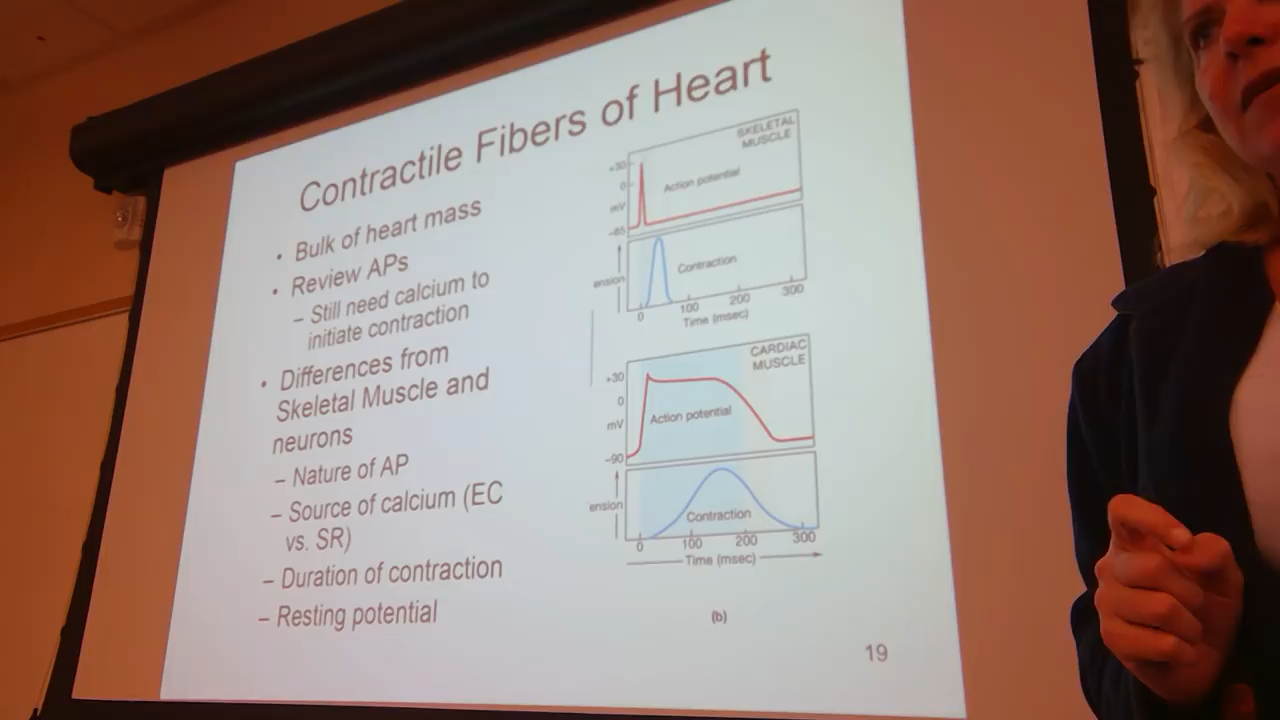 Contractile Fibers of Heart
• Bulk of heart mass
• Review APs
– Still need calcium to
initiate contraction
• Differences from
Skeletal Muscle and
neurons
– Nature of AP
– Source of calcium (EC
vs. SR)
– Duration of contraction
– Resting potential
SKELETAL
MUSCLE
+30
0
mV
Action potential
-65
ension
Contraction
0 100 200 300
Time (msec)
CARDIAC
MUSCLE
+30
0
mV
Action potential
-90
ension
Contraction
0 100 200 300
Time (msec)
(b)
19